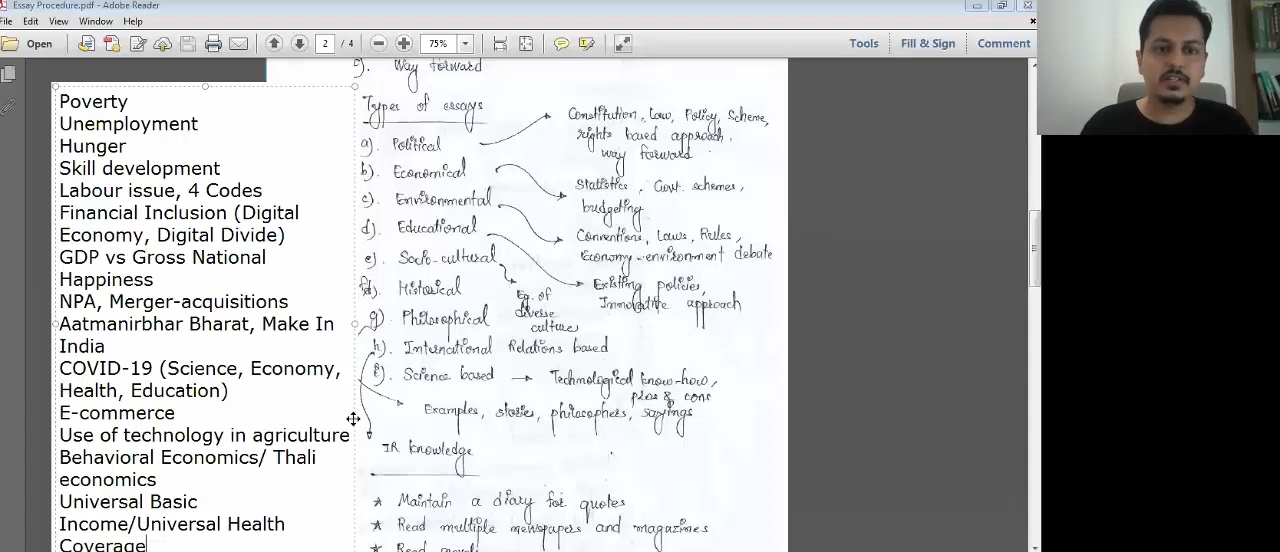 Essay Procedure.pdf - Adobe Reader
File Edit View Window Help
Open
2 / 4
75%
Tools
Fill & Sign
Comment
Poverty
Unemployment
Hunger
Skill development
Labour issue, 4 Codes
Financial Inclusion (Digital
Economy, Digital Divide)
GDP vs Gross National
Happiness
NPA, Merger-acquisitions
Aatmanirbhar Bharat, Make In
India
COVID-19 (Science, Economy,
Health, Education)
E-commerce
Use of technology in agriculture
Behavioral Economics/ Thali
economics
Universal Basic
Income/Universal Health
Coverage
Way forward
Types of essays
a). Political
Constitution, Law, Policy, Scheme,
rights based approach,
way forward
b). Economical
Statistics, Govt. schemes,
budgeting
c). Environmental
Conventions, Laws, Rules,
Economy-environment debate
d). Educational
Existing policies,
Innovative approach
e). Socio-cultural
Eg. of
diverse
cultures
Historical
g). Philosophical
h). International Relations based
i). Science based → Technological know-how,
pros & cons
Examples, stories, philosophers, sayings
IR knowledge
* Maintain a diary for quotes
* Read multiple newspapers and magazines